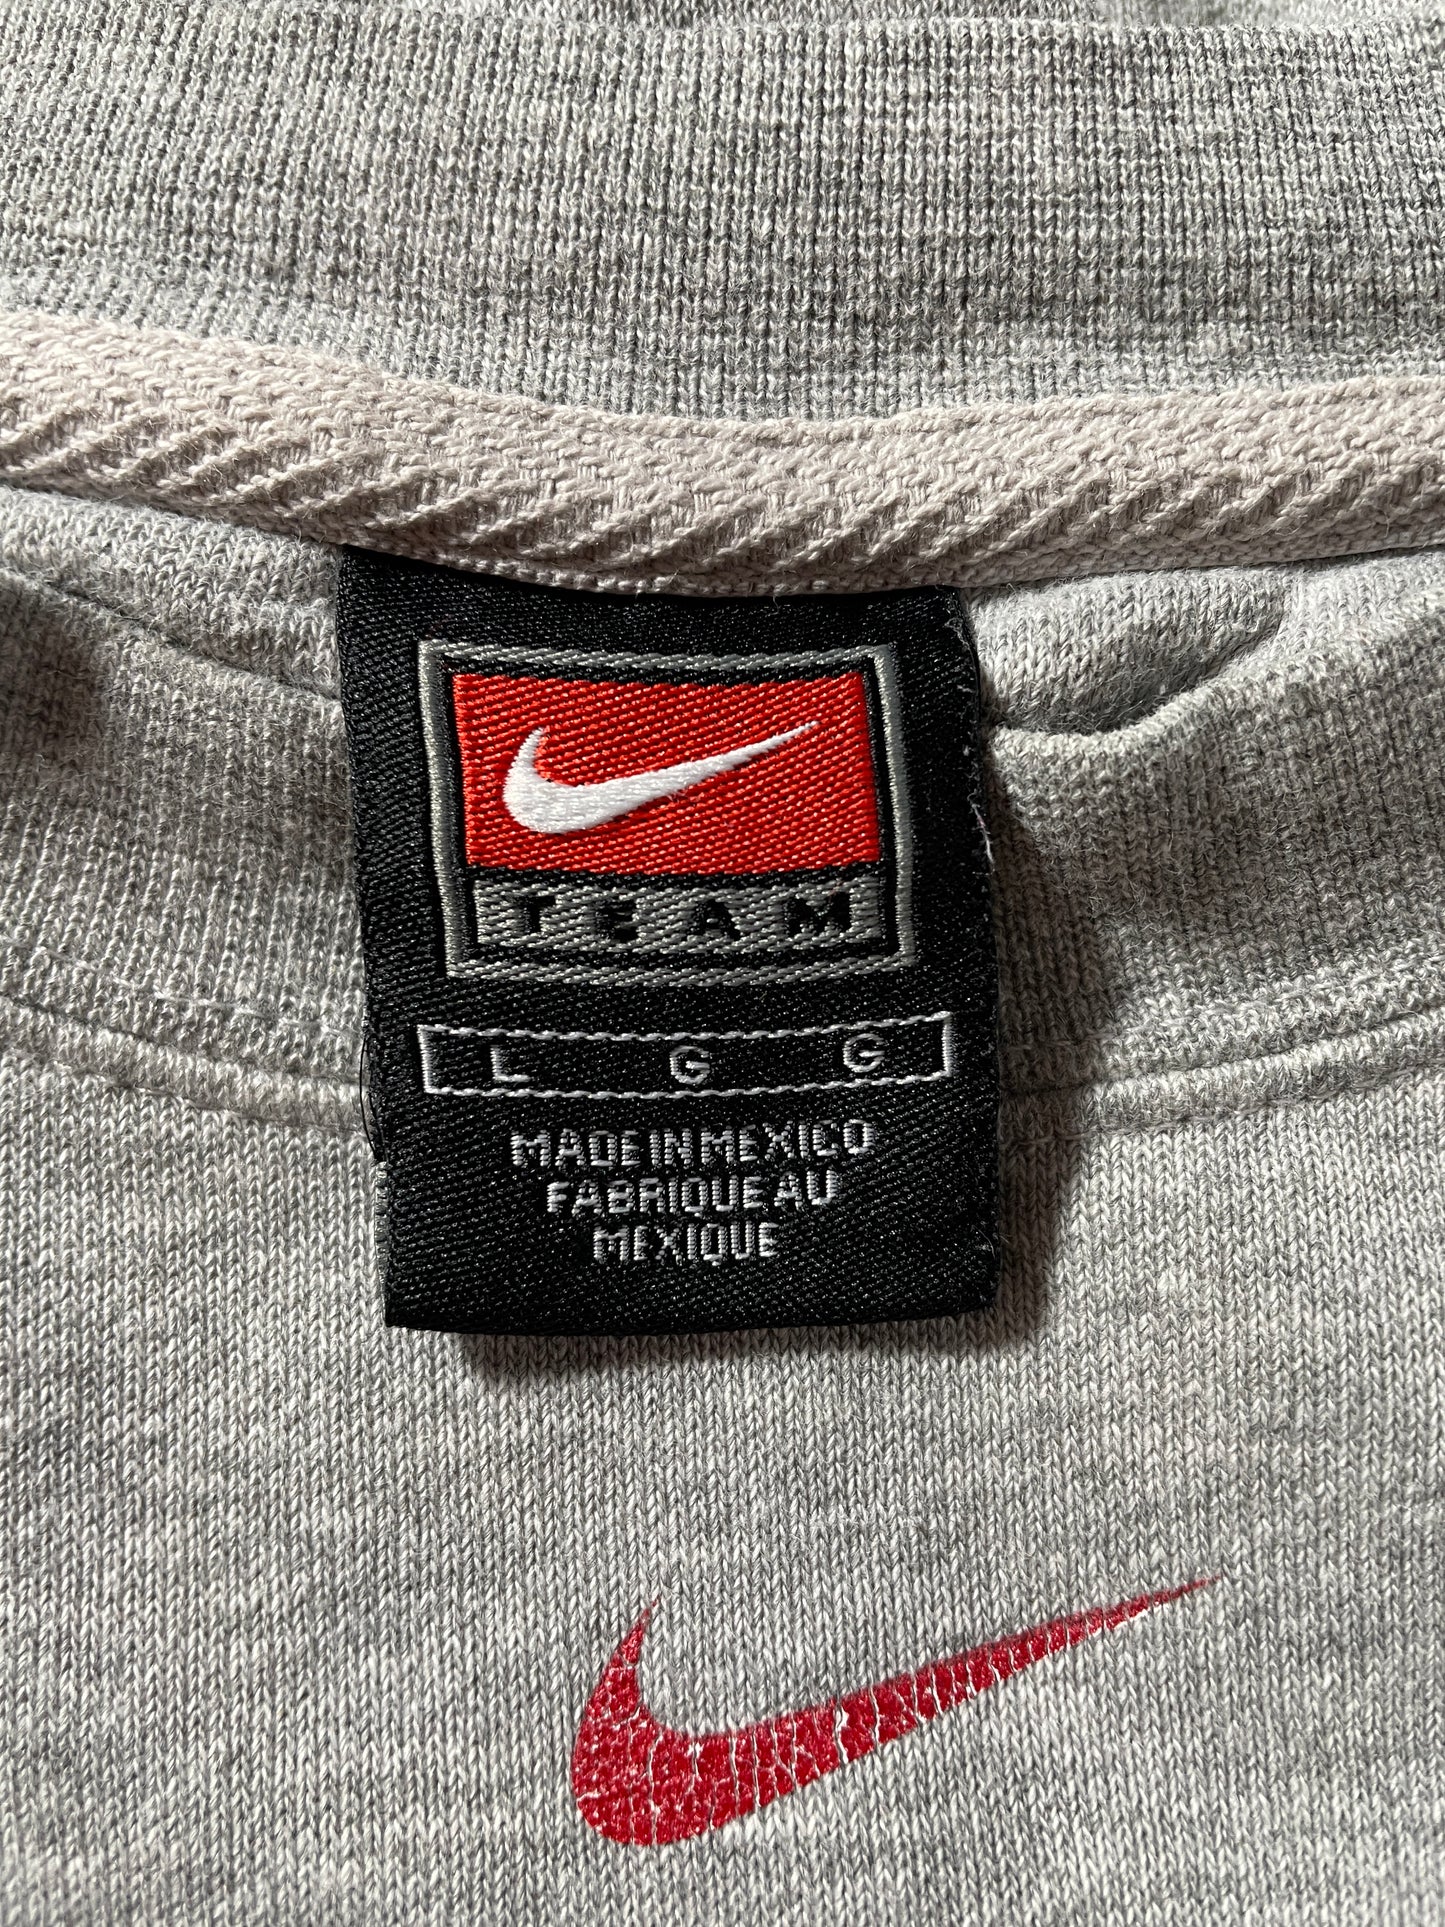 TEAM
L G G
MADE IN MEXICO
FABRIQUE AU
MEXIQUE